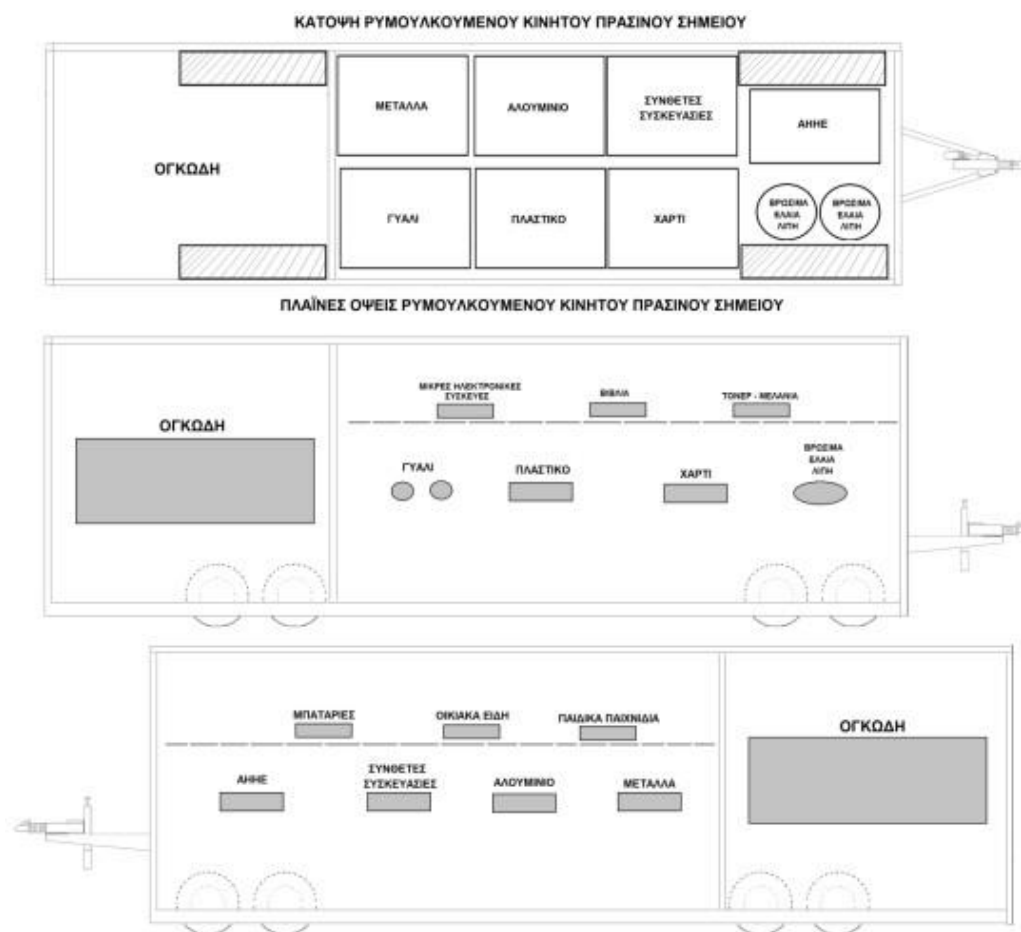 ΚΑΤΟΨΗ ΡΥΜΟΥΛΚΟΥΜΕΝΟΥ ΚΙΝΗΤΟΥ ΠΡΑΣΙΝΟΥ ΣΗΜΕΙΟΥ
ΟΓΚΩΔΗ
ΜΕΤΑΛΛΑ
ΑΛΟΥΜΙΝΙΟ
ΣΥΝΘΕΤΕΣ
ΣΥΣΚΕΥΑΣΙΕΣ
ΑΗΗΕ
ΓΥΑΛΙ
ΠΛΑΣΤΙΚΟ
ΧΑΡΤΙ
ΒΡΩΣΙΜΑ
ΕΛΑΙΑ
ΛΙΠΗ
ΒΡΩΣΙΜΑ
ΕΛΑΙΑ
ΛΙΠΗ
ΠΛΑΪΝΕΣ ΟΨΕΙΣ ΡΥΜΟΥΛΚΟΥΜΕΝΟΥ ΚΙΝΗΤΟΥ ΠΡΑΣΙΝΟΥ ΣΗΜΕΙΟΥ
ΟΓΚΩΔΗ
ΜΙΚΡΕΣ ΗΛΕΚΤΡΟΝΙΚΕΣ
ΣΥΣΚΕΥΕΣ
ΒΙΒΛΙΑ
ΤΟΝΕΡ - ΜΕΛΑΝΙΑ
ΓΥΑΛΙ
ΠΛΑΣΤΙΚΟ
ΧΑΡΤΙ
ΒΡΩΣΙΜΑ
ΕΛΑΙΑ
ΛΙΠΗ
ΜΠΑΤΑΡΙΕΣ
ΟΙΚΙΑΚΑ ΕΙΔΗ
ΠΑΙΔΙΚΑ ΠΑΙΧΝΙΔΙΑ
ΟΓΚΩΔΗ
ΑΗΗΕ
ΣΥΝΘΕΤΕΣ
ΣΥΣΚΕΥΑΣΙΕΣ
ΑΛΟΥΜΙΝΙΟ
ΜΕΤΑΛΛΑ